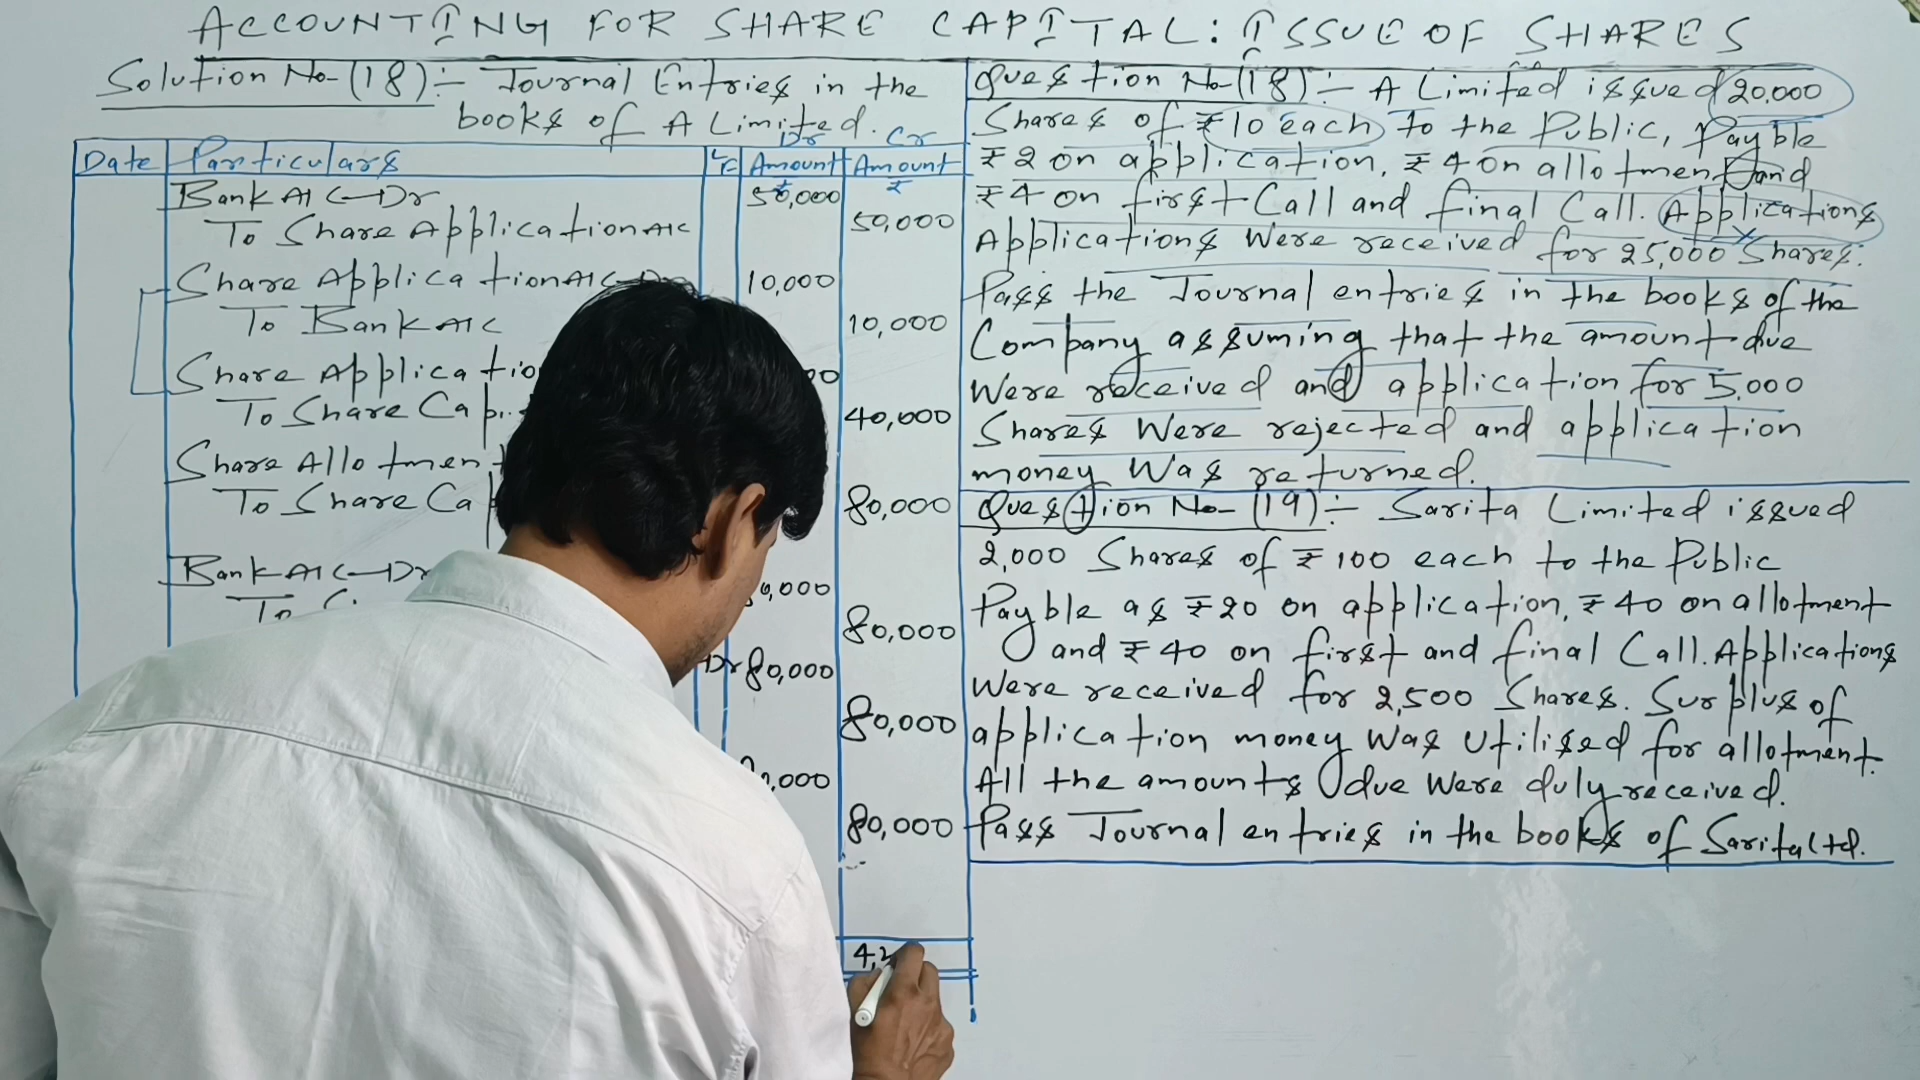 ACCOUNTING FOR SHARE CAPITAL: ISSUE OF SHARES
Solution No-(18):- Journal Entries in the
books of A Limited.
Date Particulars L.F Dr Amount ₹ Cr Amount ₹
Bank A/C Dr 50,000
To Share Application A/C 50,000
Share Application A/C Dr 10,000
To Bank A/C 10,000
Share Applicatio
To Share Capi 40,000
Share Allotmen
To Share Cap 80,000
Bank A/C Dr 0,000
To 80,000
Dr 80,000
80,000
,000
80,000
4,2
Question No-(18):- A Limited issued 20,000
Shares of ₹10 each to the Public, Payble
₹2 on application, ₹4 on allotment and
₹4 on first Call and final Call. Applications
Applications Were received for 25,000 Shares.
Pass the Journal entries in the books of the
Company assuming that the amount due
Were received and application for 5,000
Shares Were rejected and application
money Was returned.
Question No- (19):- Sarita Limited issued
2,000 Shares of ₹100 each to the Public
Payble as ₹20 on application, ₹40 on allotment
and ₹40 on first and final Call. Applications
Were received for 2,500 Shares. Surplus of
application money Was Utilised for allotment.
All the amounts due Were duly received.
Pass Journal entries in the books of Sarita Ltd.